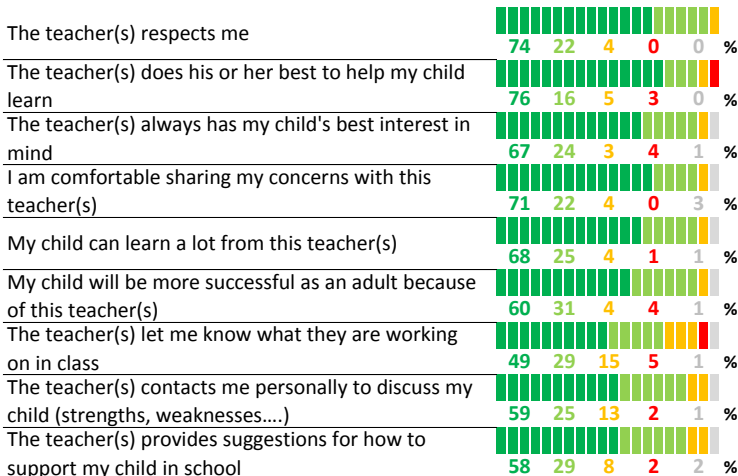 The teacher(s) respects me
74 22 4 0 0 %
The teacher(s) does his or her best to help my child
learn
76 16 5 3 0 %
The teacher(s) always has my child's best interest in
mind
67 24 3 4 1 %
I am comfortable sharing my concerns with this
teacher(s)
71 22 4 0 3 %
My child can learn a lot from this teacher(s)
68 25 4 1 1 %
My child will be more successful as an adult because
of this teacher(s)
60 31 4 4 1 %
The teacher(s) let me know what they are working
on in class
49 29 15 5 1 %
The teacher(s) contacts me personally to discuss my
child (strengths, weaknesses....)
59 25 13 2 1 %
The teacher(s) provides suggestions for how to
support my child in school
58 29 8 2 2 %